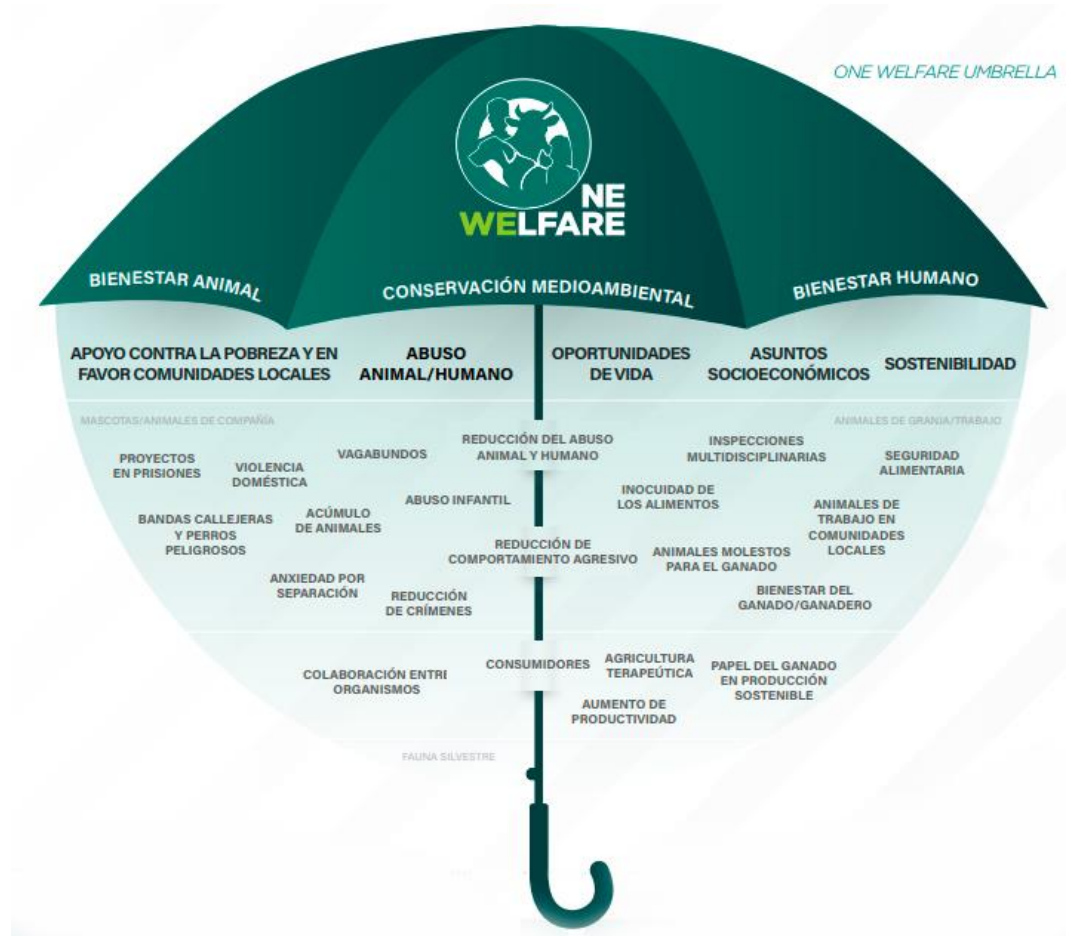 ONE WELFARE UMBRELLA
ONE
WELFARE
BIENESTAR ANIMAL
CONSERVACIÓN MEDIOAMBIENTAL
BIENESTAR HUMANO
APOYO CONTRA LA POBREZA Y EN
FAVOR COMUNIDADES LOCALES
ABUSO
ANIMAL/HUMANO
OPORTUNIDADES
DE VIDA
ASUNTOS
SOCIOECONÓMICOS
SOSTENIBILIDAD
MASCOTAS/ANIMALES DE COMPAÑÍA
ANIMALES DE GRANJA/TRABAJO
PROYECTOS
EN PRISIONES
VIOLENCIA
DOMÉSTICA
VAGABUNDOS
REDUCCIÓN DEL ABUSO
ANIMAL Y HUMANO
INSPECCIONES
MULTIDISCIPLINARIAS
SEGURIDAD
ALIMENTARIA
BANDAS CALLEJERAS
Y PERROS
PELIGROSOS
ACÚMULO
DE ANIMALES
ABUSO INFANTIL
INOCUIDAD DE
LOS ALIMENTOS
ANIMALES DE
TRABAJO EN
COMUNIDADES
LOCALES
REDUCCIÓN DE
COMPORTAMIENTO AGRESIVO
ANIMALES MOLESTOS
PARA EL GANADO
ANXIEDAD POR
SEPARACIÓN
REDUCCIÓN
DE CRÍMENES
BIENESTAR DEL
GANADO/GANADERO
COLABORACIÓN ENTRE
ORGANISMOS
CONSUMIDORES
AGRICULTURA
TERAPEÚTICA
PAPEL DEL GANADO
EN PRODUCCIÓN
SOSTENIBLE
AUMENTO DE
PRODUCTIVIDAD
FAUNA SILVESTRE